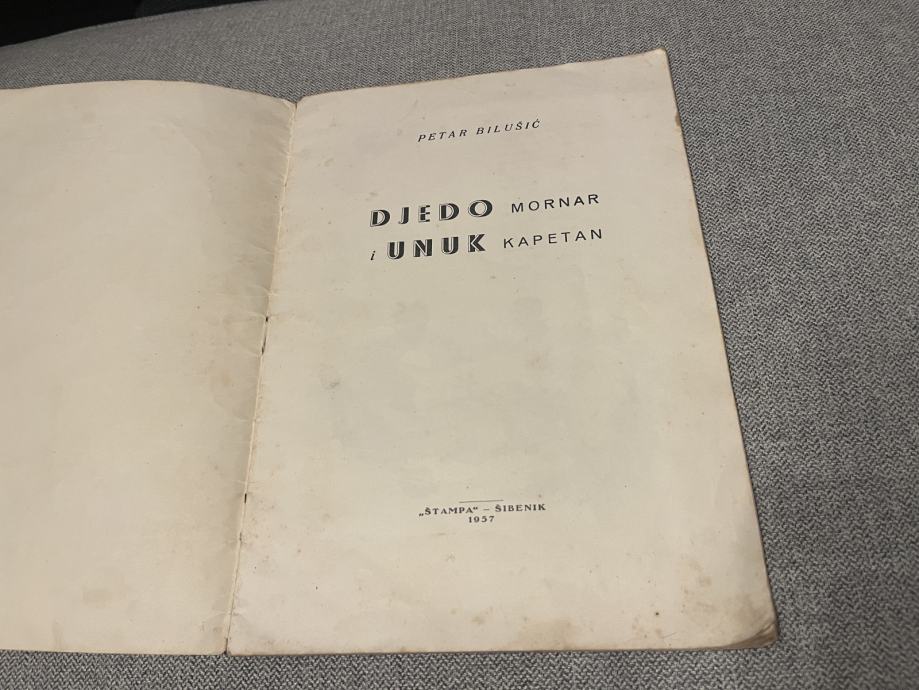 PETAR BILUŠIĆ
DJEDO MORNAR
i UNUK KAPETAN
„ŠTAMPA“ – ŠIBENIK
1957